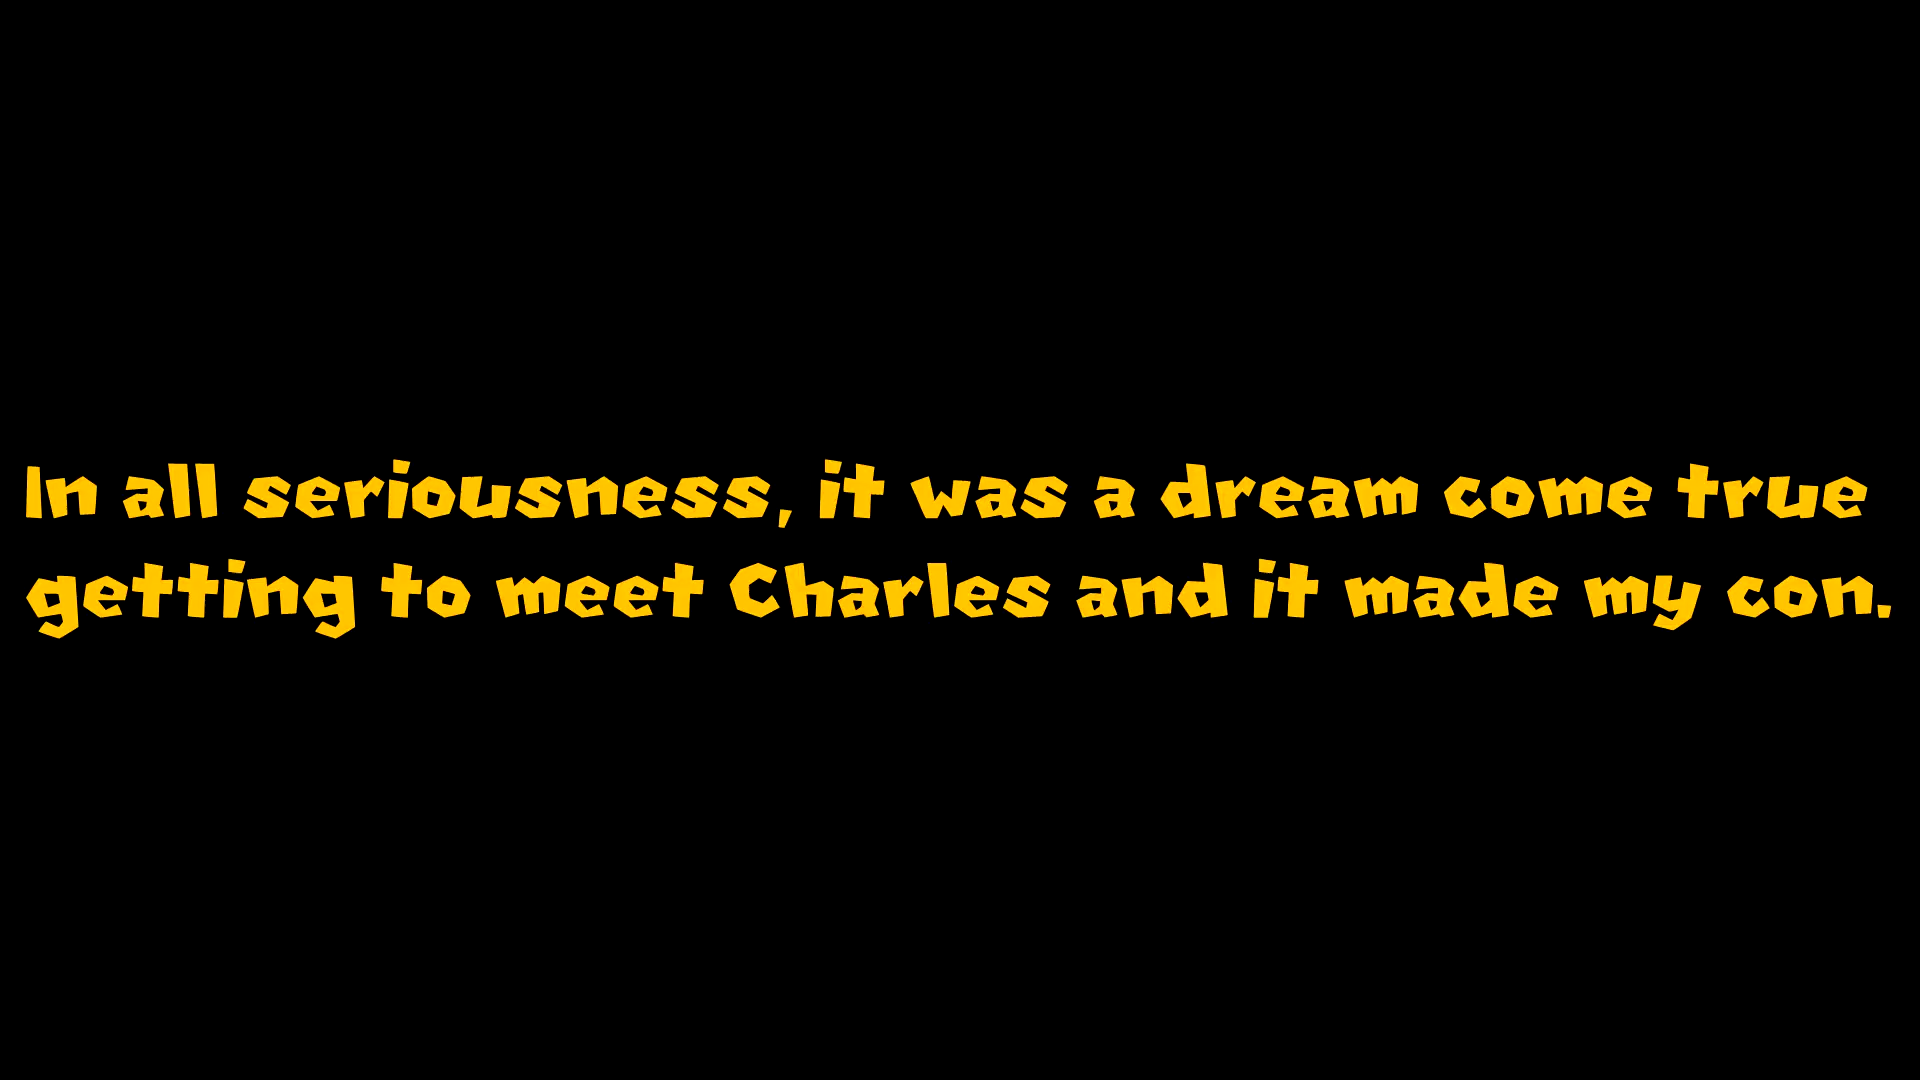 In all seriousness, it was a dream come true
getting to meet Charles and it made my con.